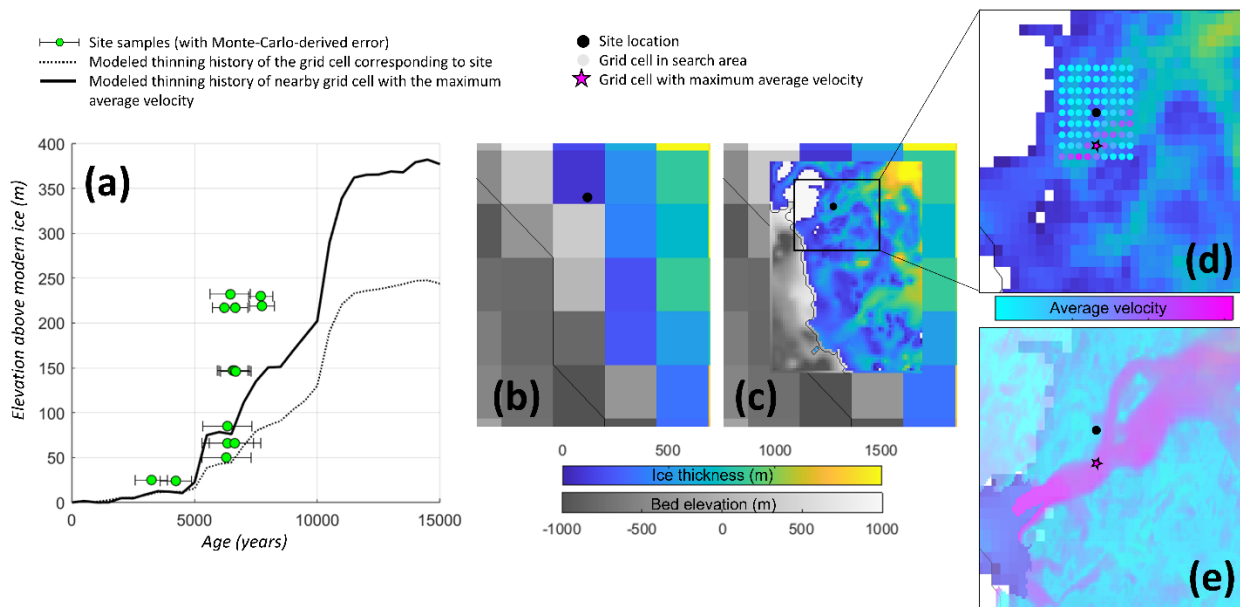 Site samples (with Monte-Carlo-derived error)
Modeled thinning history of the grid cell corresponding to site
Modeled thinning history of nearby grid cell with the maximum
average velocity
Site location
Grid cell in search area
Grid cell with maximum average velocity
(a)
Elevation above modern ice (m)
400
350
300
250
200
150
100
50
0
0
5000
10000
15000
Age (years)
(b)
(c)
0
500
1000
1500
Ice thickness (m)
Bed elevation (m)
-1000
-500
0
500
1000
(d)
Average velocity
(e)